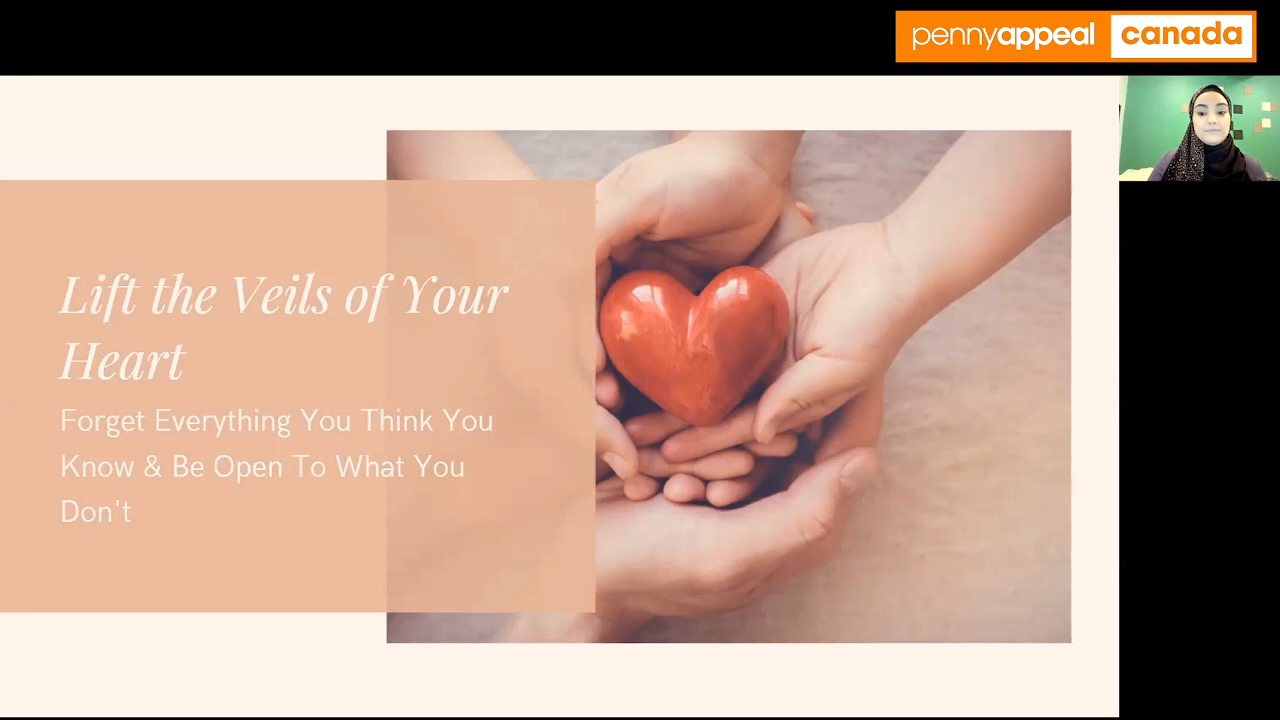 pennyappeal canada
Lift the Veils of Your
Heart
Forget Everything You Think You
Know & Be Open To What You
Don't